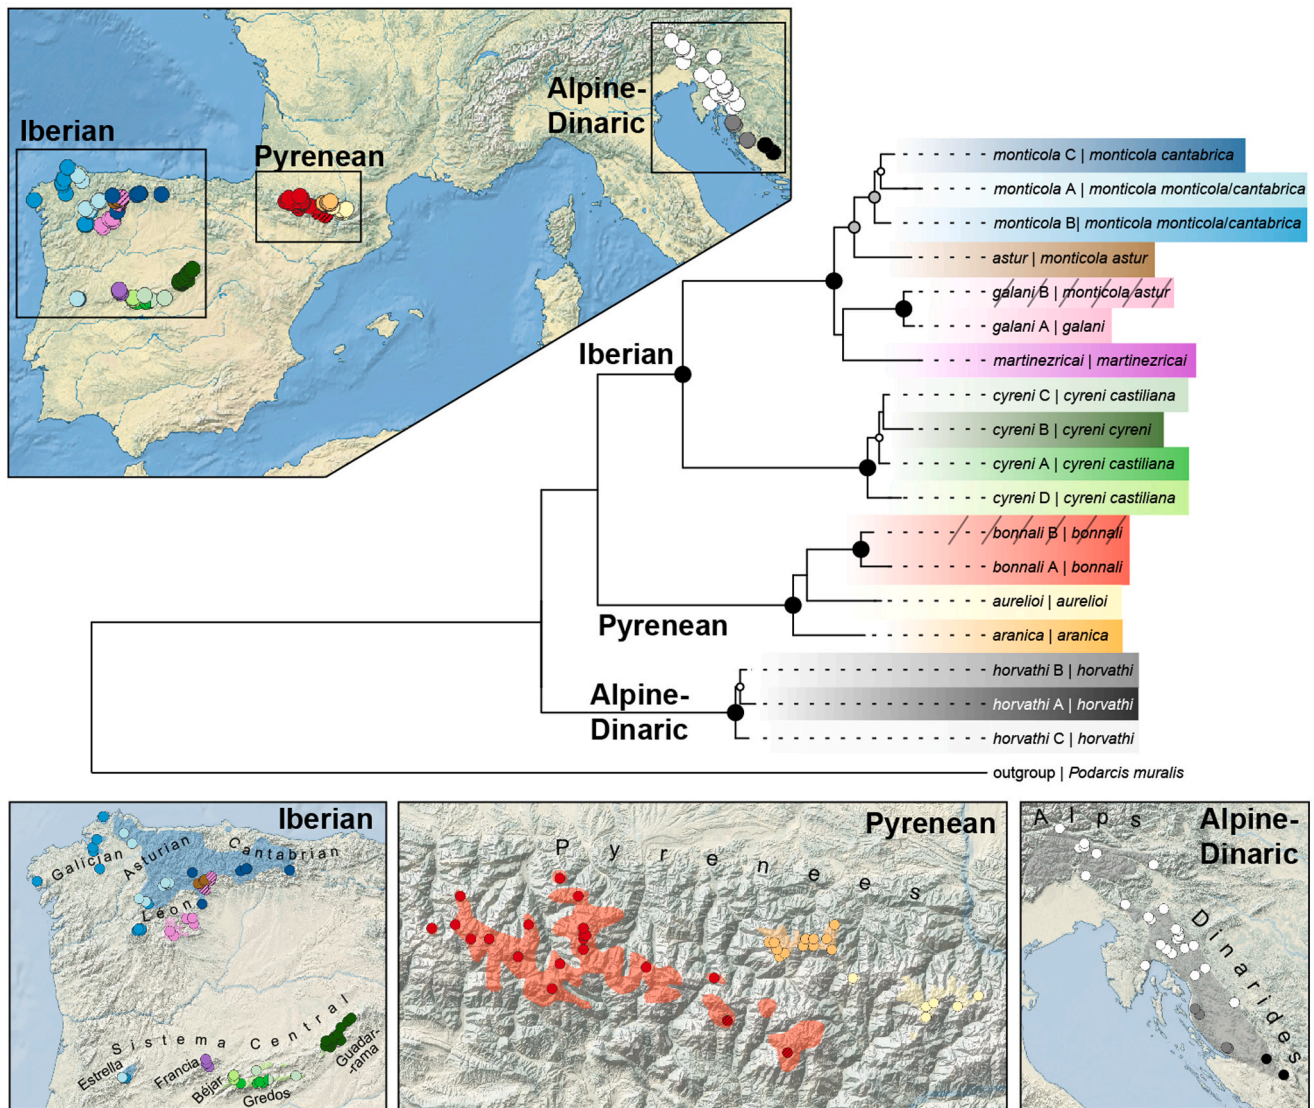 Iberian
Pyrenean
Alpine-
Dinaric
monticola C | monticola cantabrica
monticola A | monticola monticola/cantabrica
monticola B| monticola monticola/cantabrica
astur | monticola astur
galani B | monticola astur
galani A | galani
martinezricai | martinezricai
cyreni C | cyreni castiliana
cyreni B | cyreni cyreni
cyreni A | cyreni castiliana
cyreni D | cyreni castiliana
bonnali B | bonnali
bonnali A | bonnali
aurelioi | aurelioi
aranica | aranica
horvathi B | horvathi
horvathi A | horvathi
horvathi C | horvathi
outgroup | Podarcis muralis
Iberian
Pyrenean
Alpine-
Dinaric
Iberian
Galician
Asturian
Cantabrian
León
Sistema Central
Estrella
Francia
Béjar
Gredos
Guadar-
-rama
Pyrenean
Pyrenees
Alpine-
Dinaric
Alps
Dinarides